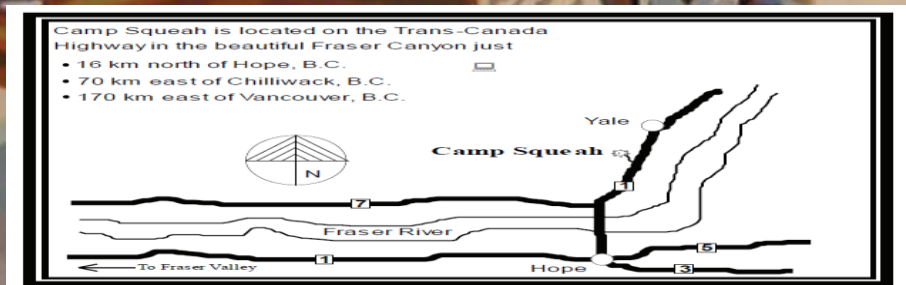 Camp Squeah is located on the Trans-Canada
Highway in the beautiful Fraser Canyon just
• 16 km north of Hope, B.C.
• 70 km east of Chilliwack, B.C.
• 170 km east of Vancouver, B.C.
Yale
Camp Squeah
N
1
7
Fraser River
5
1
To Fraser Valley
Hope
3